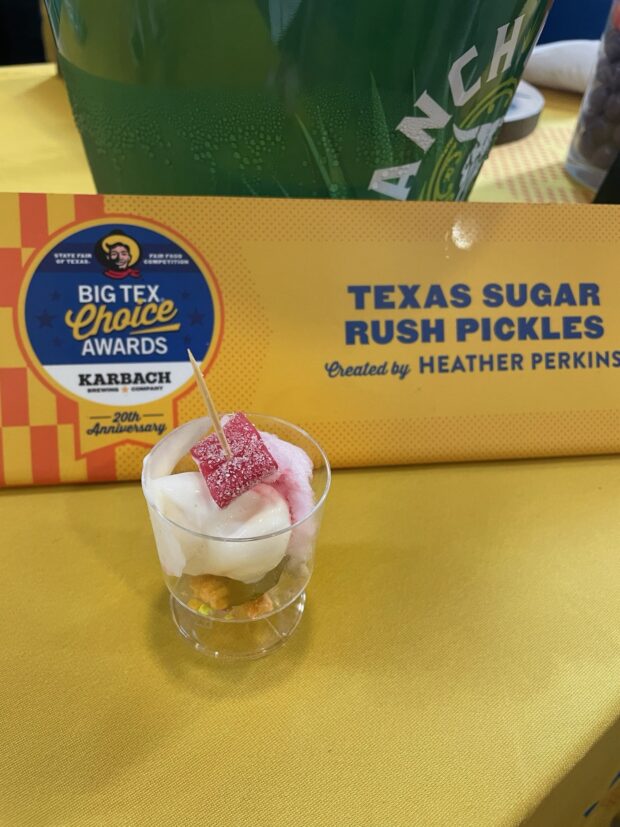 ANCH
STATE FAIR OF TEXAS.
FAIR FOOD COMPETITION
BIG TEX
Choice
AWARDS
KARBACH
BREWING COMPANY
20th
Anniversary
TEXAS SUGAR
RUSH PICKLES
Created by HEATHER PERKINS